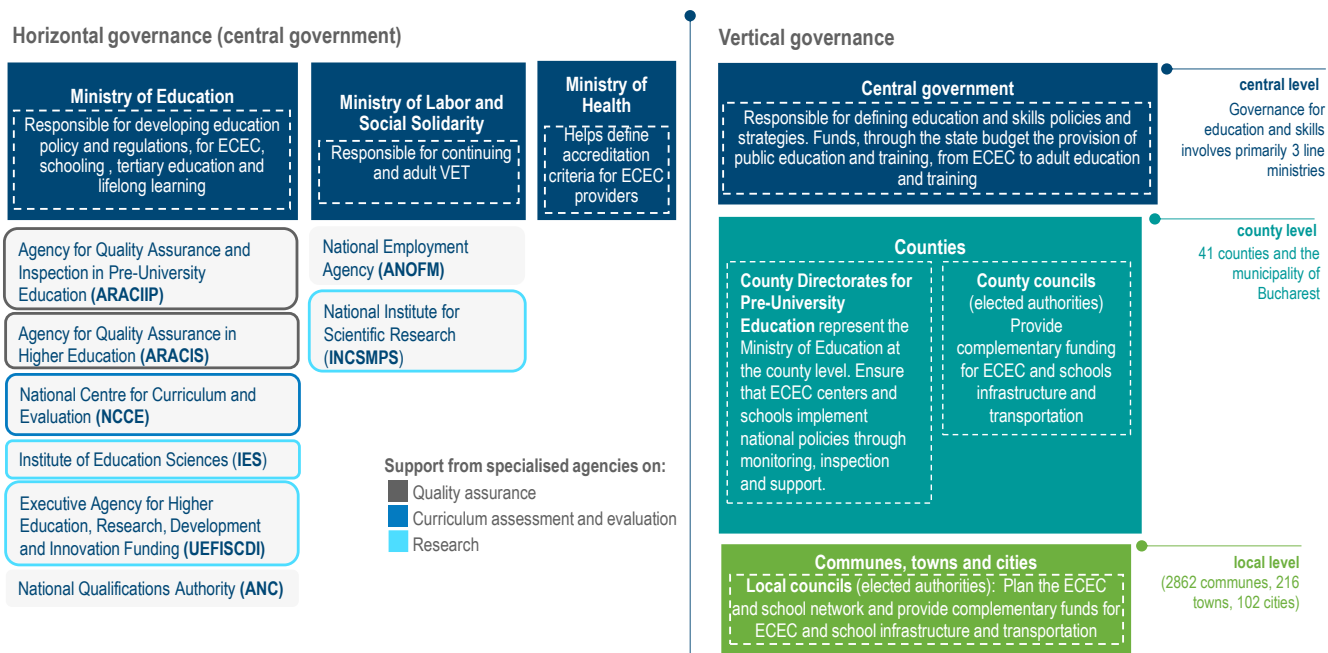 Horizontal governance (central government)
Ministry of Education
Responsible for developing education
policy and regulations, for ECEC,
schooling , tertiary education and
lifelong learning
Ministry of Labor and
Social Solidarity
Responsible for continuing
and adult VET
Ministry of
Health
Helps define
accreditation
criteria for ECEC
providers
Agency for Quality Assurance and
Inspection in Pre-University
Education (ARACIIP)
Agency for Quality Assurance in
Higher Education (ARACIS)
National Centre for Curriculum and
Evaluation (NCCE)
Institute of Education Sciences (IES)
Executive Agency for Higher
Education, Research, Development
and Innovation Funding (UEFISCDI)
National Qualifications Authority (ANC)
National Employment
Agency (ANOFM)
National Institute for
Scientific Research
(INCSMPS)
Support from specialised agencies on:
Quality assurance
Curriculum assessment and evaluation
Research
Vertical governance
Central government
Responsible for defining education and skills policies and
strategies. Funds, through the state budget the provision of
public education and training, from ECEC to adult education
and training
central level
Governance for
education and skills
involves primarily 3 line
ministries
Counties
County Directorates for
Pre-University
Education represent the
Ministry of Education at
the county level. Ensure
that ECEC centers and
schools implement
national policies through
monitoring, inspection
and support.
County councils
(elected authorities)
Provide
complementary funding
for ECEC and schools
infrastructure and
transportation
county level
41 counties and the
municipality of
Bucharest
Communes, towns and cities
Local councils (elected authorities): Plan the ECEC
and school network and provide complementary funds for
ECEC and school infrastructure and transportation
local level
(2862 communes, 216
towns, 102 cities)